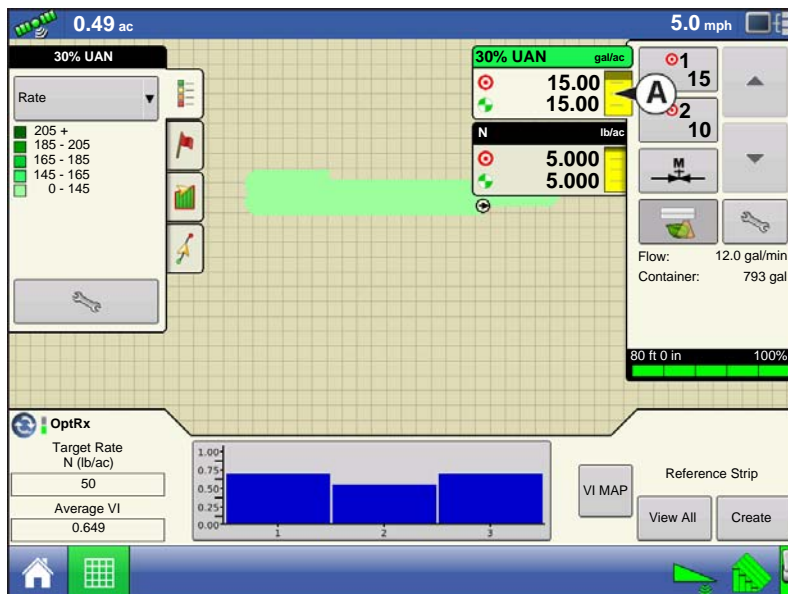 0.49 ac
5.0 mph
30% UAN
Rate
205 +
185 - 205
165 - 185
145 - 165
0 - 145
30% UAN gal/ac
15.00
15.00
A
N lb/ac
5.000
5.000
1
15
2
10
M
Flow: 12.0 gal/min
Container: 793 gal
80 ft 0 in 100%
OptRx
Target Rate
N (lb/ac)
50
Average VI
0.649
1.00
0.75
0.50
0.25
0.00
1 2 3
VI MAP
Reference Strip
View All
Create